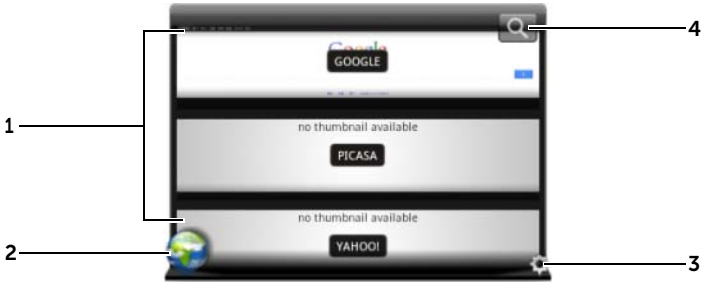 4
Google
GOOGLE
1
no thumbnail available
PICASA
no thumbnail available
2
YAHOO!
3